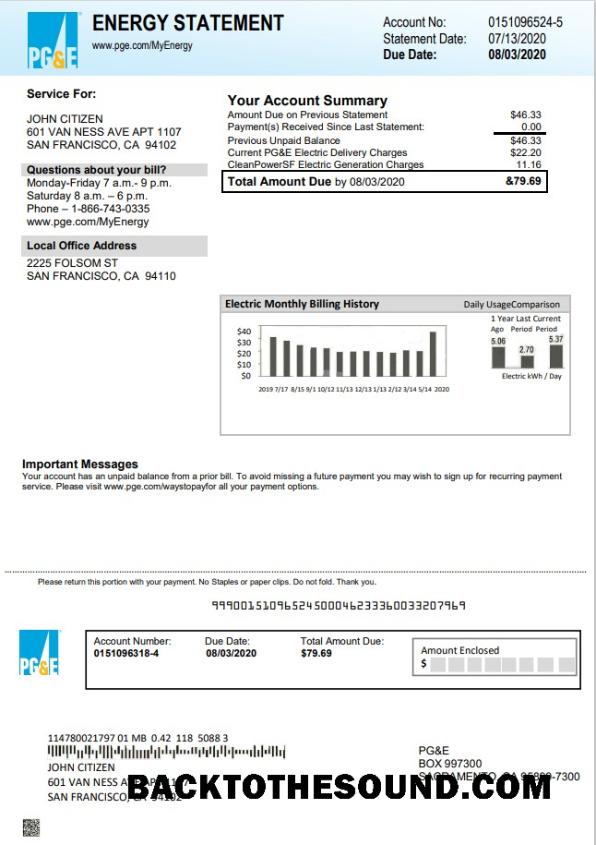 PG&E
ENERGY STATEMENT
www.pge.com/MyEnergy
Account No: 0151096524-5
Statement Date: 07/13/2020
Due Date: 08/03/2020
Service For:
JOHN CITIZEN
601 VAN NESS AVE APT 1107
SAN FRANCISCO, CA 94102
Questions about your bill?
Monday-Friday 7 a.m.- 9 p.m.
Saturday 8 a.m. – 6 p.m.
Phone – 1-866-743-0335
www.pge.com/MyEnergy
Local Office Address
2225 FOLSOM ST
SAN FRANCISCO, CA 94110
Your Account Summary
Amount Due on Previous Statement $46.33
Payment(s) Received Since Last Statement: 0.00
Previous Unpaid Balance $46.33
Current PG&E Electric Delivery Charges $22.20
CleanPowerSF Electric Generation Charges 11.16
Total Amount Due by 08/03/2020 &79.69
Electric Monthly Billing History
Daily UsageComparison
$40
$30
$20
$10
$0
2019 7/17 8/15 9/1 10/12 11/13 12/13 1/13 2/12 3/14 5/14 2020
1 Year Last Current
Ago Period Period
5.06 2.70 5.37
Electric kWh / Day
Important Messages
Your account has an unpaid balance from a prior bill. To avoid missing a future payment you may wish to sign up for recurring payment
service. Please visit www.pge.com/waystopayfor all your payment options.
Please return this portion with your payment. No Staples or paper clips. Do not fold. Thank you.
99900151096524500046233360033207969
PG&E
Account Number: Due Date: Total Amount Due:
0151096318-4 08/03/2020 $79.69
Amount Enclosed
$
114780021797 01 MB 0.42 118 5088 3
JOHN CITIZEN
601 VAN NESS AVE APT 1107
SAN FRANCISCO, CA 94102
PG&E
BOX 997300
SACRAMENTO, CA 95899-7300
BACKTOTHESOUND.COM